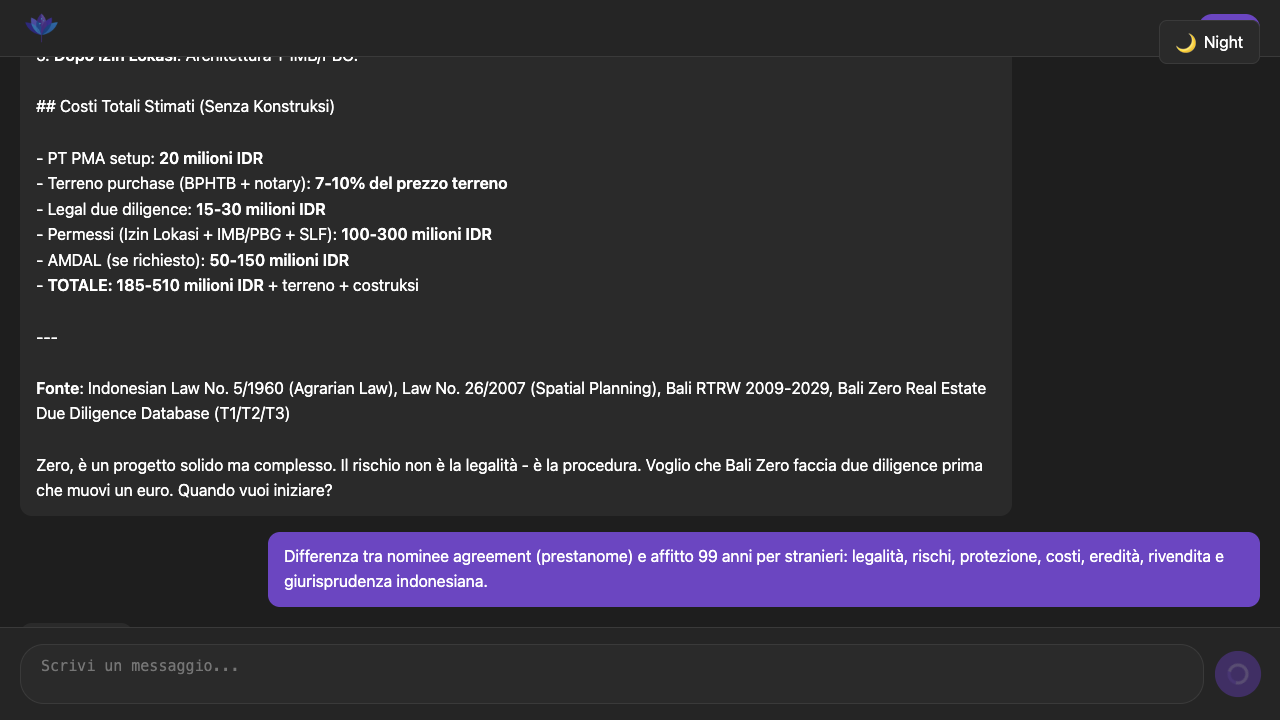 Night
5. Dopo Izin Lokasi: Architettura + IMB/PBG.
## Costi Totali Stimati (Senza Konstruksi)
- PT PMA setup: 20 milioni IDR
- Terreno purchase (BPHTB + notary): 7-10% del prezzo terreno
- Legal due diligence: 15-30 milioni IDR
- Permessi (Izin Lokasi + IMB/PBG + SLF): 100-300 milioni IDR
- AMDAL (se richiesto): 50-150 milioni IDR
- TOTALE: 185-510 milioni IDR + terreno + costruksi
---
Fonte: Indonesian Law No. 5/1960 (Agrarian Law), Law No. 26/2007 (Spatial Planning), Bali RTRW 2009-2029, Bali Zero Real Estate
Due Diligence Database (T1/T2/T3)
Zero, è un progetto solido ma complesso. Il rischio non è la legalità - è la procedura. Voglio che Bali Zero faccia due diligence prima
che muovi un euro. Quando vuoi iniziare?
Differenza tra nominee agreement (prestanome) e affitto 99 anni per stranieri: legalità, rischi, protezione, costi, eredità, rivendita e
giurisprudenza indonesiana.
Scrivi un messaggio...